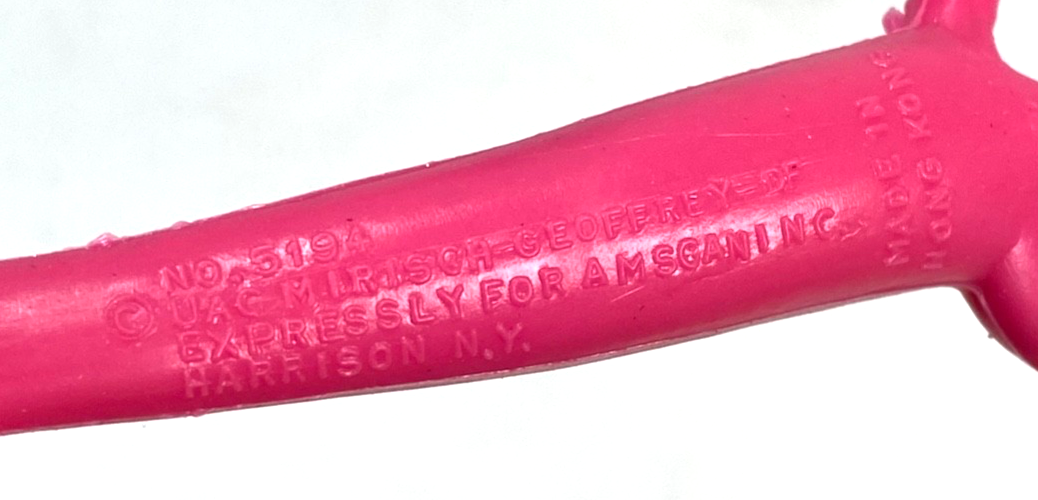 NO. 5194
© UAC MIRISCH-GEOFFREY-DF
EXPRESSLY FOR AMSCAN INC.
HARRISON N.Y.
MADE IN
HONG KONG